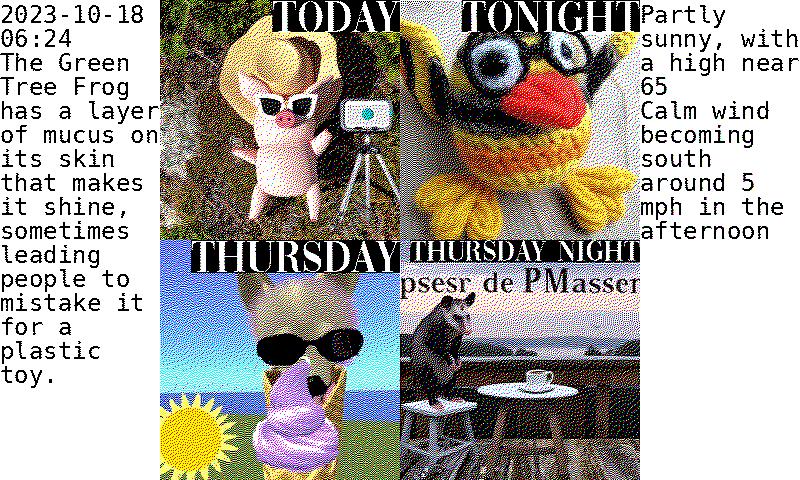 2023-10-18
06:24
The Green
Tree Frog
has a layer
of mucus on
its skin
that makes
it shine,
sometimes
leading
people to
mistake it
for a
plastic
toy.
TODAY
TONIGHT
THURSDAY
THURSDAY NIGHT
psesr de PMasser
Partly
sunny, with
a high near
65
Calm wind
becoming
south
around 5
mph in the
afternoon